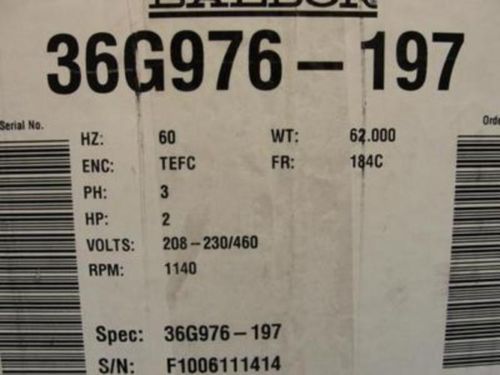 BALDOR
36G976-197
Serial No.
HZ: 60 WT: 62.000
ENC: TEFC FR: 184C
PH: 3
HP: 2
VOLTS: 208-230/460
RPM: 1140
Spec: 36G976-197
S/N: F1006111414